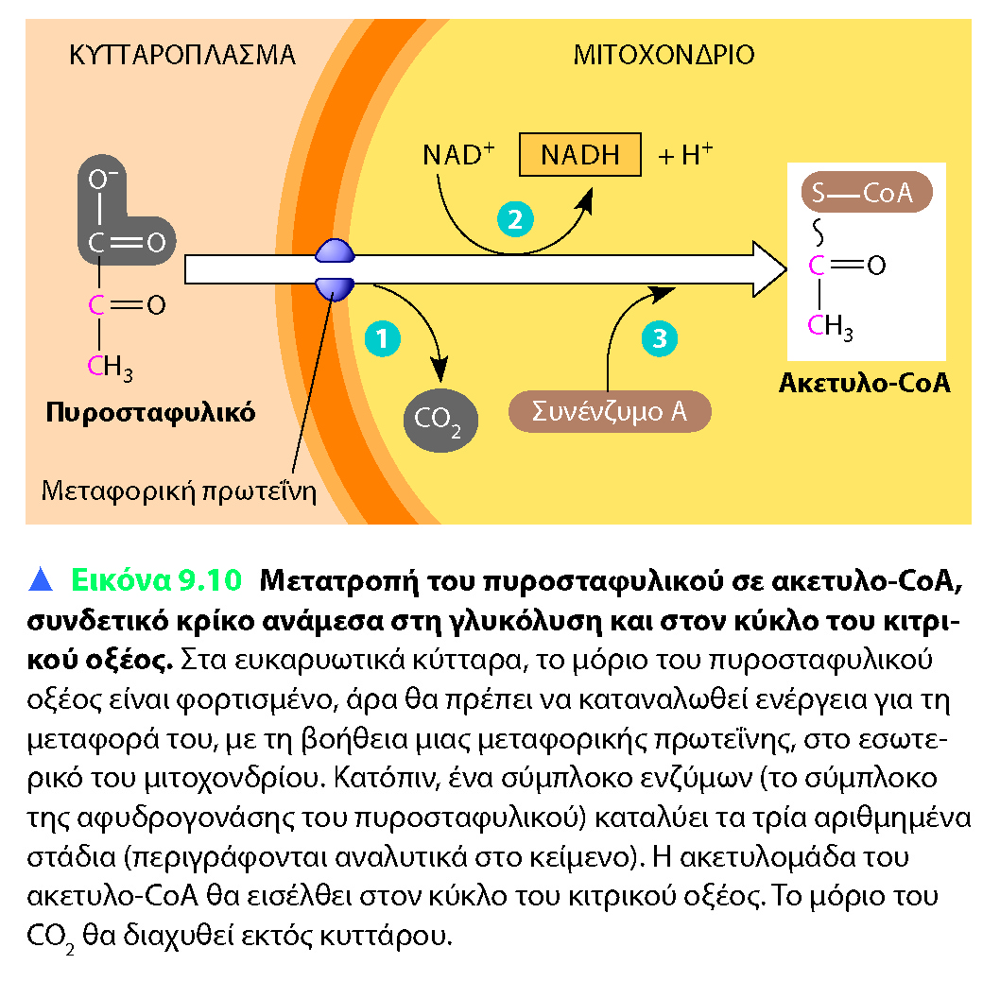 ΚΥΤΤΑΡΟΠΛΑΣΜΑ
ΜΙΤΟΧΟΝΔΡΙΟ
NAD⁺ NADH + H⁺
O⁻
C=O
C=O
CH₃
Πυροσταφυλικό
Μεταφορική πρωτεΐνη
2
1
3
CO₂
Συνένζυμο Α
S—CoA
C=O
CH₃
Ακετυλο-CoA
▲ Εικόνα 9.10 Μετατροπή του πυροσταφυλικού σε ακετυλο-CoA,
συνδετικό κρίκο ανάμεσα στη γλυκόλυση και στον κύκλο του κιτρι-
κού οξέος. Στα ευκαρυωτικά κύτταρα, το μόριο του πυροσταφυλικού
οξέος είναι φορτισμένο, άρα θα πρέπει να καταναλωθεί ενέργεια για τη
μεταφορά του, με τη βοήθεια μιας μεταφορικής πρωτεΐνης, στο εσωτε-
ρικό του μιτοχονδρίου. Κατόπιν, ένα σύμπλοκο ενζύμων (το σύμπλοκο
της αφυδρογονάσης του πυροσταφυλικού) καταλύει τα τρία αριθμημένα
στάδια (περιγράφονται αναλυτικά στο κείμενο). Η ακετυλομάδα του
ακετυλο-CoA θα εισέλθει στον κύκλο του κιτρικού οξέος. Το μόριο του
CO₂ θα διαχυθεί εκτός κυττάρου.